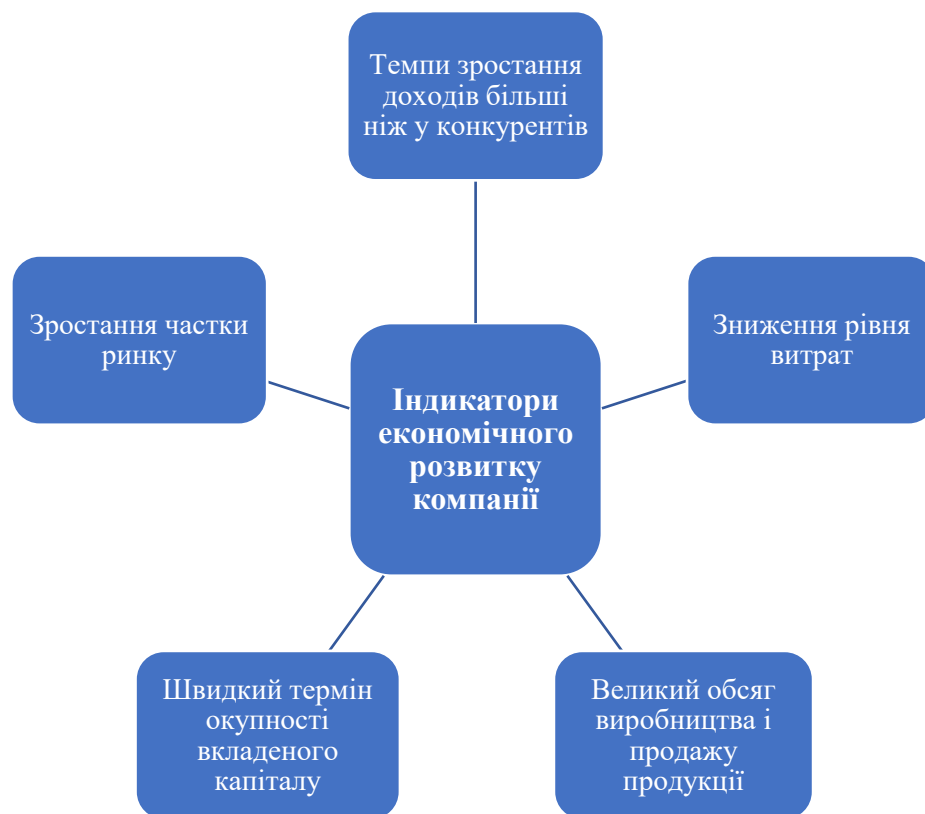 Темпи зростання
доходів більші
ніж у конкурентів
Зростання частки
ринку
Зниження рівня
витрат
Індикатори
економічного
розвитку
компанії
Швидкий термін
окупності
вкладеного
капіталу
Великий обсяг
виробництва і
продажу
продукції